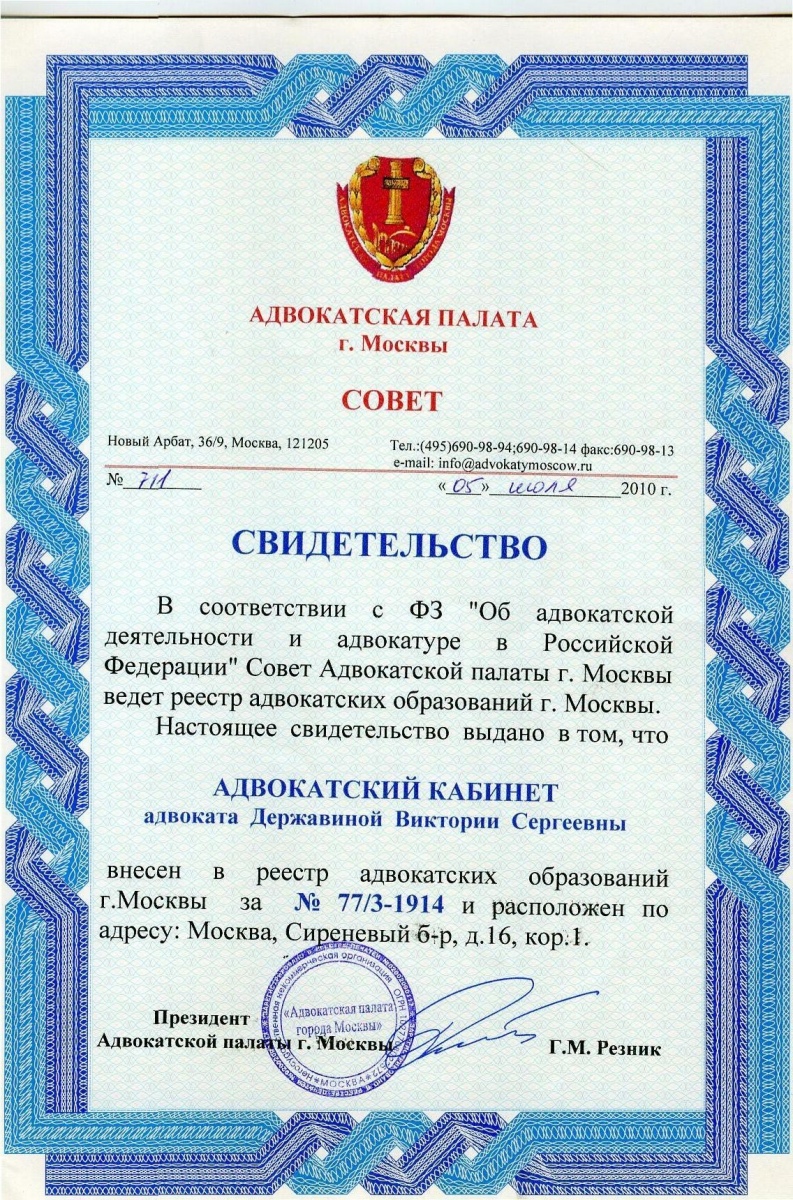 АДВОКАТСКАЯ ПАЛАТА
г. Москвы
СОВЕТ
Новый Арбат, 36/9, Москва, 121205
Тел.:(495)690-98-94;690-98-14 факс:690-98-13
e-mail: info@advokatymoscow.ru
№ 711
«05» июля 2010 г.
СВИДЕТЕЛЬСТВО
В соответствии с ФЗ "Об адвокатской
деятельности и адвокатуре в Российской
Федерации" Совет Адвокатской палаты г. Москвы
ведет реестр адвокатских образований г. Москвы.
Настоящее свидетельство выдано в том, что
АДВОКАТСКИЙ КАБИНЕТ
адвоката Державиной Виктории Сергеевны
внесен в реестр адвокатских образований
г.Москвы за № 77/3-1914 и расположен по
адресу: Москва, Сиреневый б-р, д.16, кор.1.
«Адвокатская палата
города Москвы»
Негосударственная некоммерческая организация
МОСКВА
Президент
Адвокатской палаты г. Москвы
Г.М. Резник